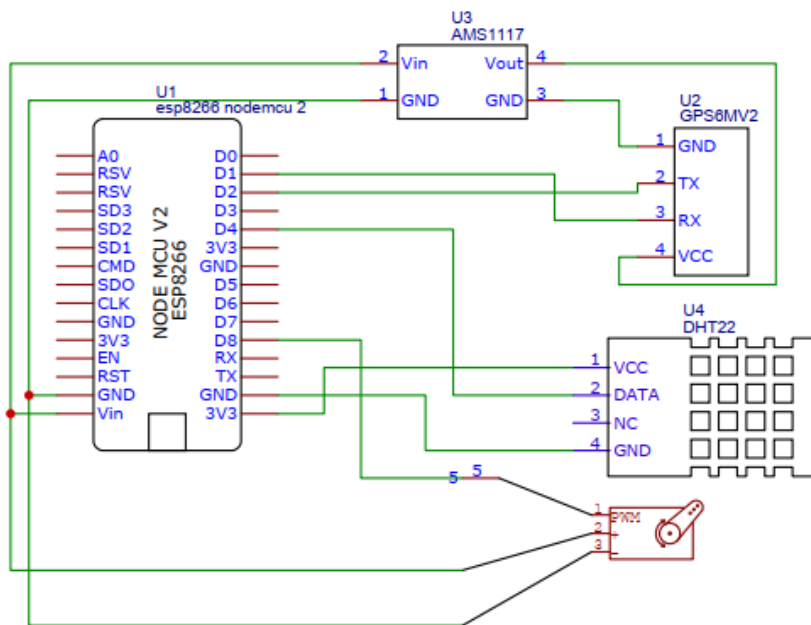 U3
AMS1117
2 Vin Vout 4
1 GND GND 3
U1
esp8266 nodemcu 2
U2
GPS6MV2
1 GND
2 TX
3 RX
4 VCC
NODE MCU V2
ESP8266
A0 D0
RSV D1
RSV D2
SD3 D3
SD2 D4
SD1 3V3
CMD GND
SDO D5
CLK D6
GND D7
3V3 D8
EN RX
RST TX
GND GND
Vin 3V3
U4
DHT22
1 VCC
2 DATA
3 NC
4 GND
5 5
1 PWM
2 +
3 -